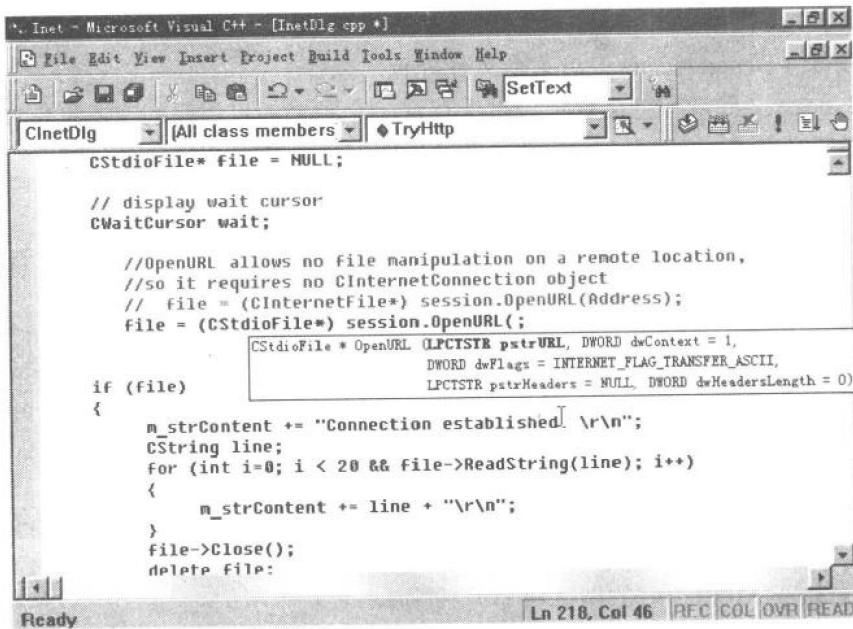 Inet - Microsoft Visual C++ - [InetDlg cpp *]
File Edit View Insert Project Build Tools Window Help
SetText
CInetDlg (All class members TryHttp
CStdioFile* file = NULL;
// display wait cursor
CWaitCursor wait;
//OpenURL allows no file manipulation on a remote location,
//so it requires no CInternetConnection object
// file = (CInternetFile*) session.OpenURL(Address);
file = (CStdioFile*) session.OpenURL(;
CStdioFile * OpenURL (LPCTSTR pstrURL, DWORD dwContext = 1,
DWORD dwFlags = INTERNET_FLAG_TRANSFER_ASCII,
LPCTSTR pstrHeaders = NULL, DWORD dwHeadersLength = 0)
if (file)
{
m_strContent += "Connection established. \r\n";
CString line;
for (int i=0; i < 20 && file->ReadString(line); i++)
{
m_strContent += line + "\r\n";
}
file->Close();
delete file;
Ready Ln 218, Col 46 REC COL OVR READ